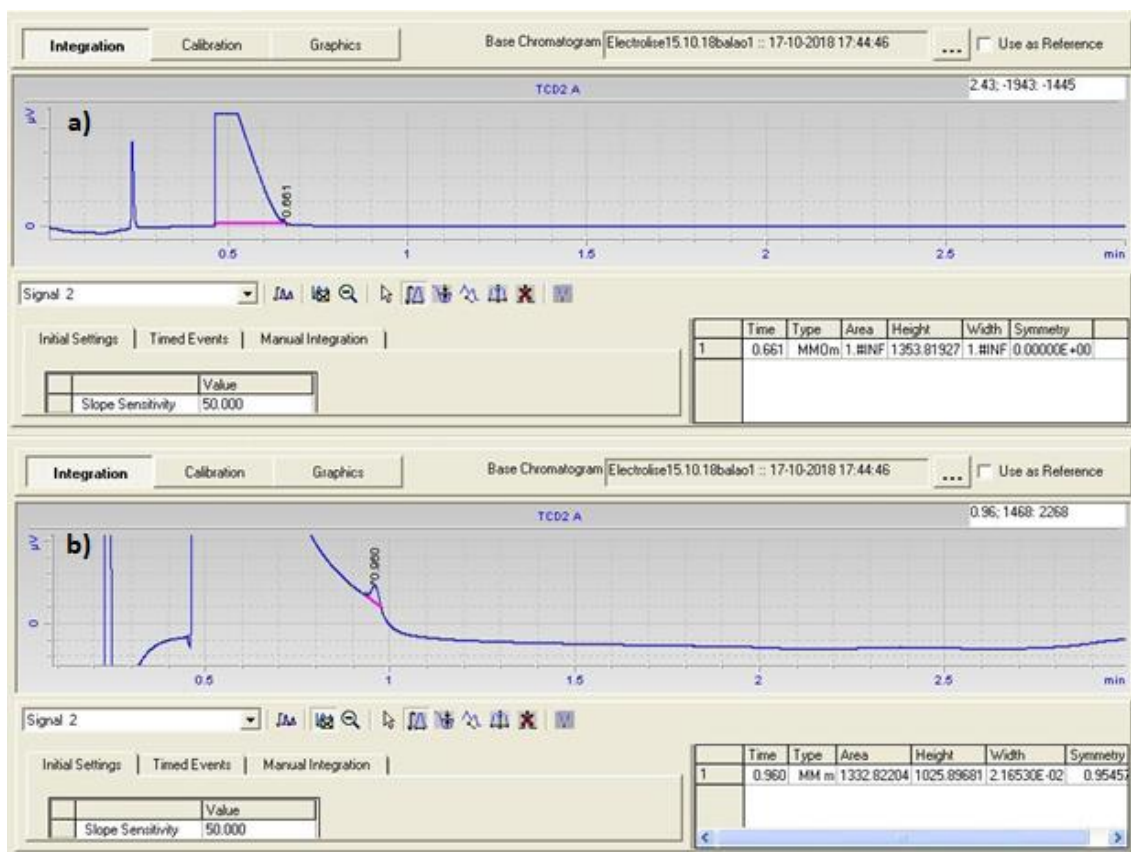 Integration Calibration Graphics Base Chromatogram Electrolise15.10.18balao1 :: 17-10-2018 17:44:46 ... Use as Reference
TCD2 A 2.43; -1943: -1445
µV a)
0.661
0
0.5 1 1.5 2 2.5 min
Signal 2
Initial Settings Timed Events Manual Integration
Time Type Area Height Width Symmetry
1 0.661 MMOm 1.#INF 1353.81927 1.#INF 0.00000E+00
Value
Slope Sensitivity 50.000
Integration Calibration Graphics Base Chromatogram Electrolise15.10.18balao1 :: 17-10-2018 17:44:46 ... Use as Reference
TCD2 A 0.96; 1468: 2268
µV b)
0.960
0
0.5 1 1.5 2 2.5 min
Signal 2
Initial Settings Timed Events Manual Integration
Time Type Area Height Width Symmetry
1 0.960 MM m 1332.82204 1025.89681 2.16530E-02 0.95457
Value
Slope Sensitivity 50.000